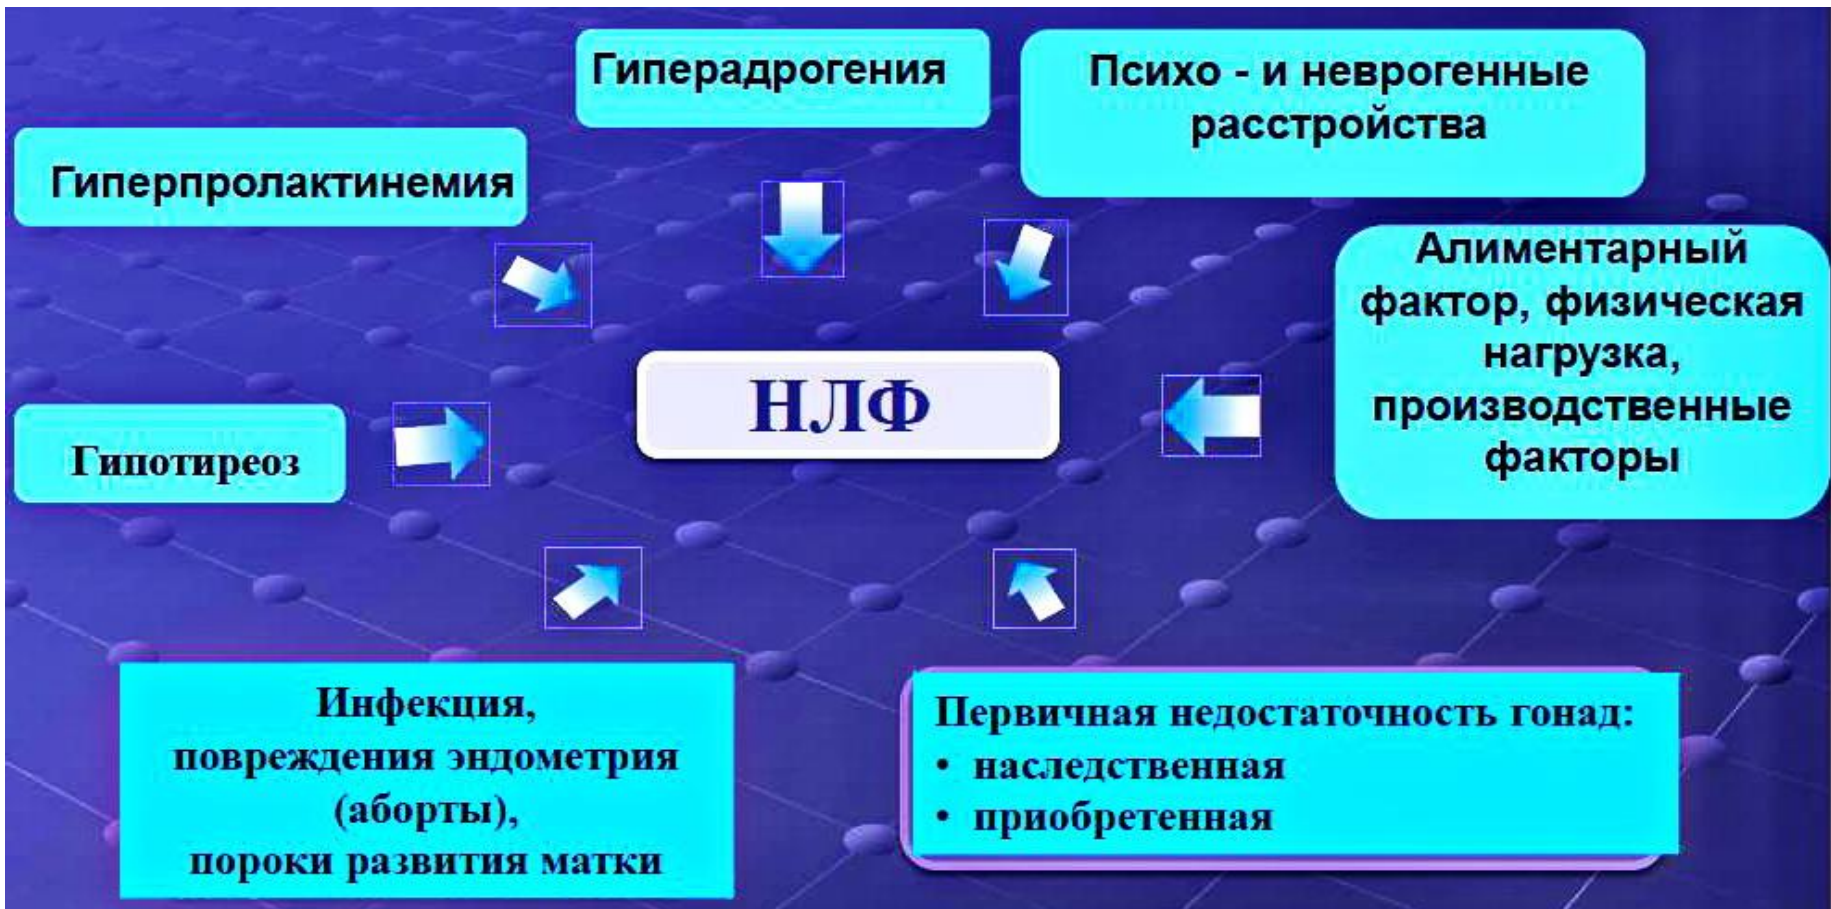 Гиперадрогения
Психо - и неврогенные
расстройства
Гиперпролактинемия
Алиментарный
фактор, физическая
нагрузка,
производственные
факторы
НЛФ
Гипотиреоз
Инфекция,
повреждения эндометрия
(аборты),
пороки развития матки
Первичная недостаточность гонад:
• наследственная
• приобретенная